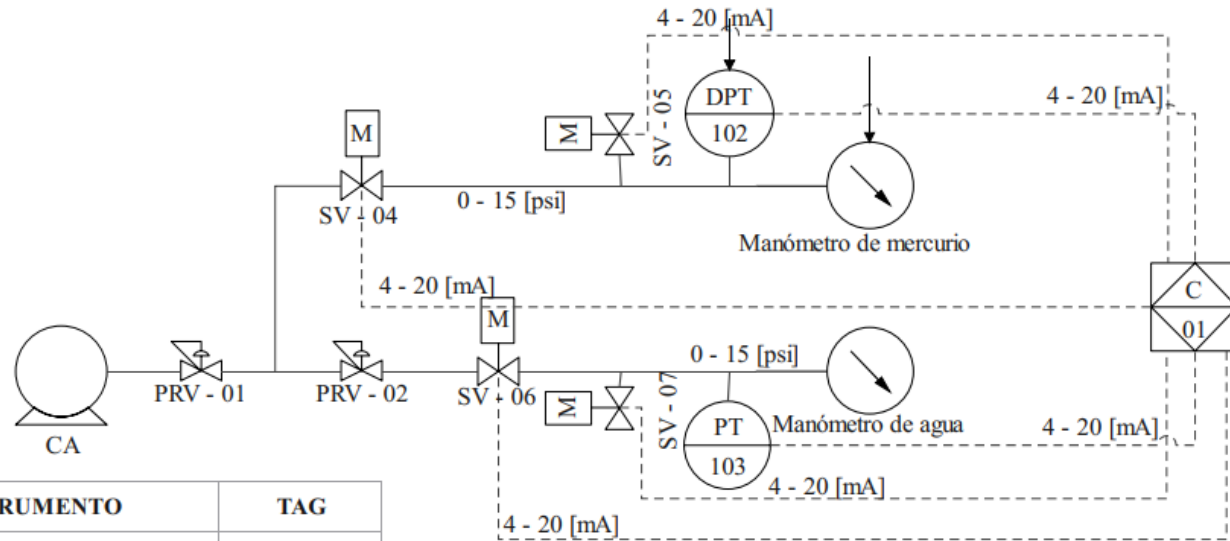 4 - 20 [mA]
DPT
102
4 - 20 [mA]
M
M
SV - 05
SV - 04
0 - 15 [psi]
Manómetro de mercurio
4 - 20 [mA]
M
C
01
PRV - 01
PRV - 02
SV - 06
0 - 15 [psi]
M
SV - 07
Manómetro de agua
PT
103
4 - 20 [mA]
CA
4 - 20 [mA]
RUMENTO
TAG
4 - 20 [mA]